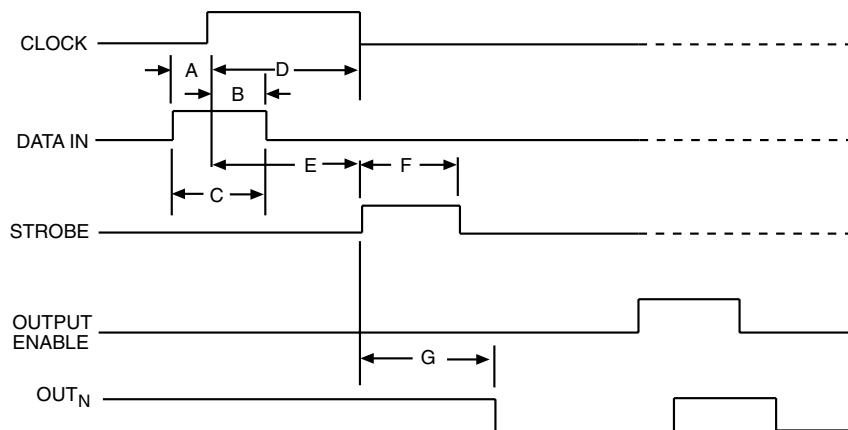 CLOCK
A
D
B
DATA IN
E
F
C
STROBE
OUTPUT
ENABLE
G
OUTN